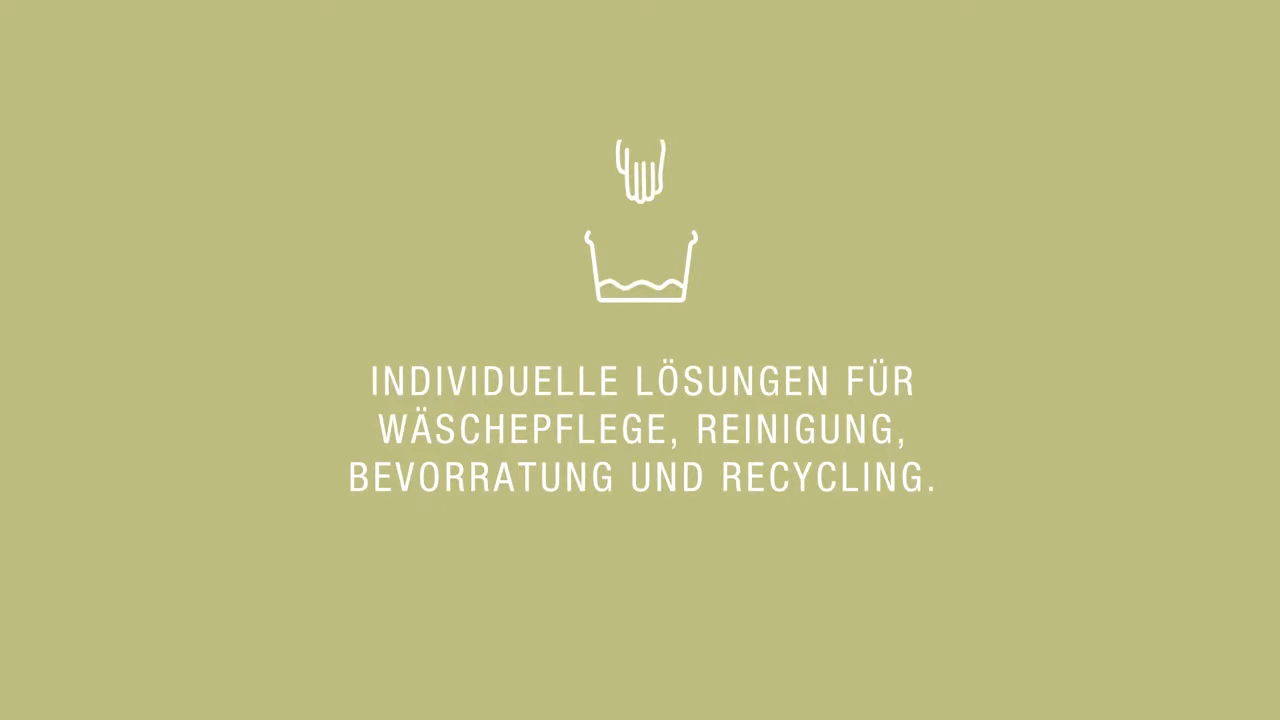 INDIVIDUELLE LÖSUNGEN FÜR
WÄSCHEPFLEGE, REINIGUNG,
BEVORRATUNG UND RECYCLING.